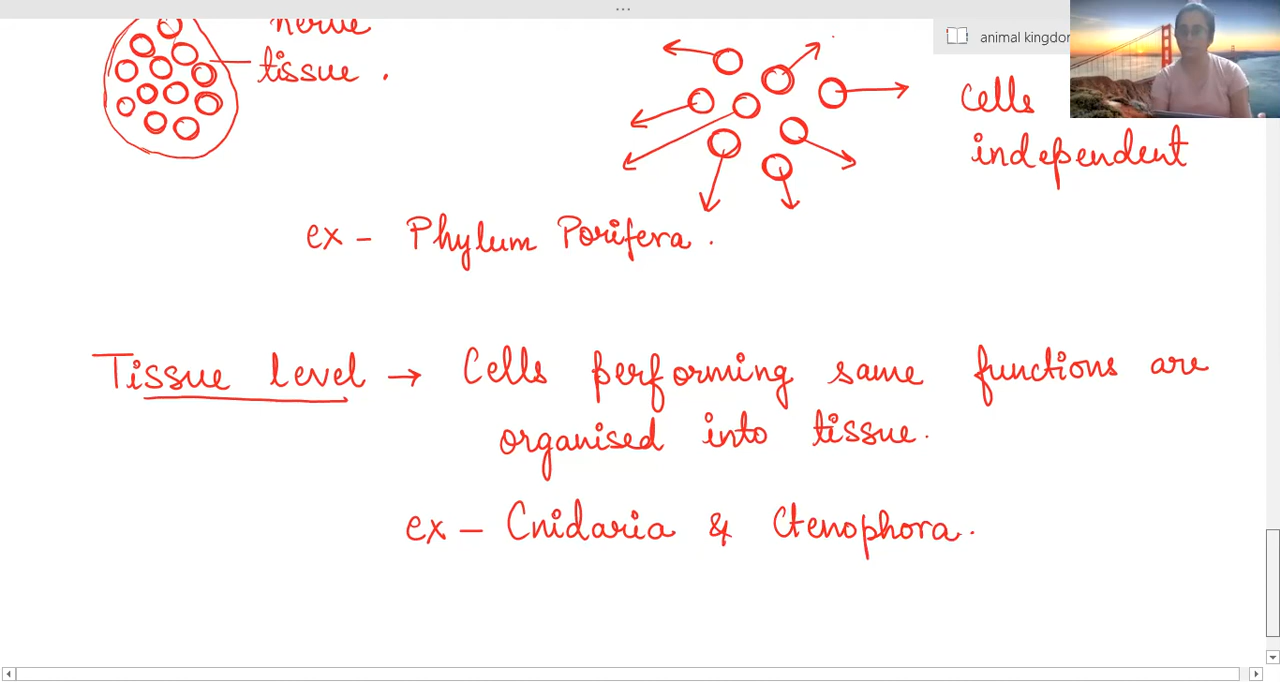 nerve
tissue.
animal kingdo
Cells
independent
ex - Phylum Porifera.
Tissue level → Cells performing same functions are
organised into tissue.
ex - Cnidaria & Ctenophora.